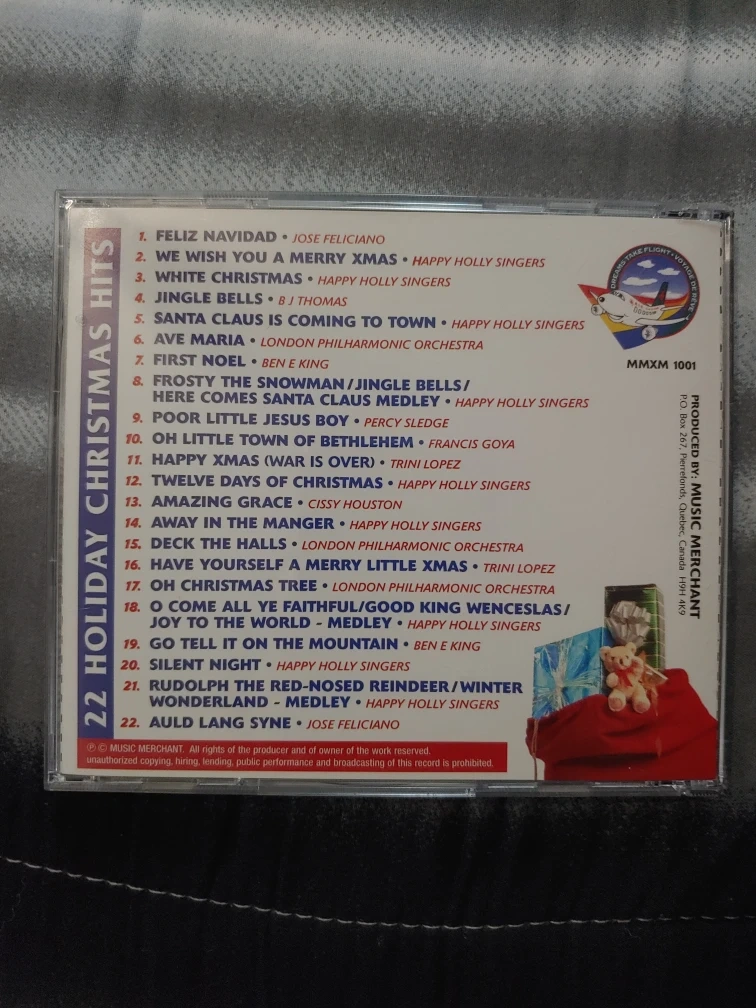 22 HOLIDAY CHRISTMAS HITS
1. FELIZ NAVIDAD • JOSE FELICIANO
2. WE WISH YOU A MERRY XMAS • HAPPY HOLLY SINGERS
3. WHITE CHRISTMAS • HAPPY HOLLY SINGERS
4. JINGLE BELLS • B J THOMAS
5. SANTA CLAUS IS COMING TO TOWN • HAPPY HOLLY SINGERS
6. AVE MARIA • LONDON PHILHARMONIC ORCHESTRA
7. FIRST NOEL • BEN E KING
8. FROSTY THE SNOWMAN/JINGLE BELLS/
HERE COMES SANTA CLAUS MEDLEY • HAPPY HOLLY SINGERS
9. POOR LITTLE JESUS BOY • PERCY SLEDGE
10. OH LITTLE TOWN OF BETHLEHEM • FRANCIS GOYA
11. HAPPY XMAS (WAR IS OVER) • TRINI LOPEZ
12. TWELVE DAYS OF CHRISTMAS • HAPPY HOLLY SINGERS
13. AMAZING GRACE • CISSY HOUSTON
14. AWAY IN THE MANGER • HAPPY HOLLY SINGERS
15. DECK THE HALLS • LONDON PHILHARMONIC ORCHESTRA
16. HAVE YOURSELF A MERRY LITTLE XMAS • TRINI LOPEZ
17. OH CHRISTMAS TREE • LONDON PHILHARMONIC ORCHESTRA
18. O COME ALL YE FAITHFUL/GOOD KING WENCESLAS/
JOY TO THE WORLD - MEDLEY • HAPPY HOLLY SINGERS
19. GO TELL IT ON THE MOUNTAIN • BEN E KING
20. SILENT NIGHT • HAPPY HOLLY SINGERS
21. RUDOLPH THE RED-NOSED REINDEER/WINTER
WONDERLAND - MEDLEY • HAPPY HOLLY SINGERS
22. AULD LANG SYNE • JOSE FELICIANO
℗ © MUSIC MERCHANT. All rights of the producer and of owner of the work reserved.
unauthorized copying, hiring, lending, public performance and broadcasting of this record is prohibited.
DREAMS TAKE FLIGHT • VOYAGE DE RÊVE
MMXM 1001
PRODUCED BY: MUSIC MERCHANT
P.O. Box 267, Pierrefonds, Quebec, Canada H9H 4K9